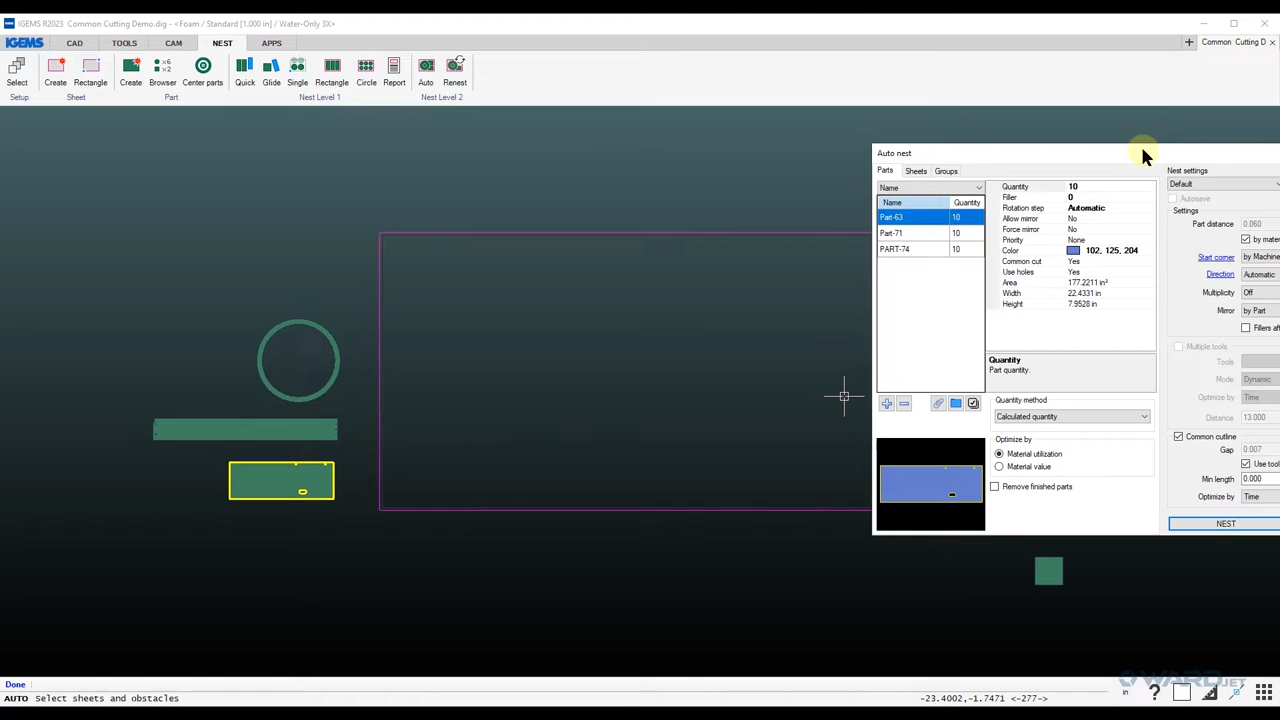 IGEMS R2023 Common Cutting Demo.dig - <Foam / Standard [1.000 in] / Water-Only 3X>
IGEMS CAD TOOLS CAM NEST APPS Common Cutting D
Select Create Rectangle Create Browser Center parts Quick Glide Single Rectangle Circle Report Auto Renest
Setup Sheet Part Nest Level 1 Nest Level 2
Auto nest
Parts Sheets Groups
Name
Name Quantity
Part-63 10
Part-71 10
PART-74 10
Quantity 10
Filler 0
Rotation step Automatic
Allow mirror No
Force mirror No
Priority None
Color 102, 125, 204
Common cut Yes
Use holes Yes
Area 177.2211 in²
Width 22.4331 in
Height 7.9528 in
Quantity
Part quantity.
Quantity method
Calculated quantity
Optimize by
Material utilization
Material value
Remove finished parts
Nest settings
Default
Autosave
Settings
Part distance 0.060
by mater
Start corner by Machine
Direction Automatic
Multiplicity Off
Mirror by Part
Fillers aft
Multiple tools
Tools
Mode Dynamic
Optimize by Time
Distance 13.000
Common cutline
Gap 0.007
Use tool
Min length 0.000
Optimize by Time
NEST
WARDJET
Done
AUTO Select sheets and obstacles -23.4002,-1.7471 <-277-> in